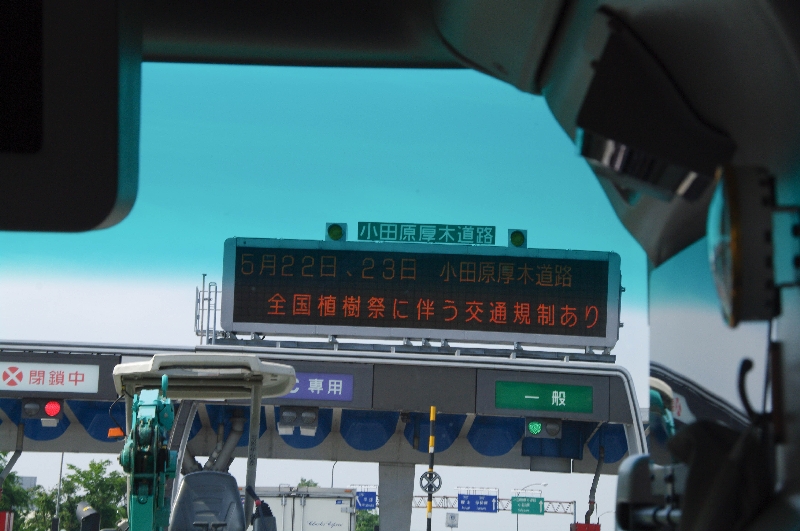 小田原厚木道路
5月22日、23日 小田原厚木道路
全国植樹祭に伴う交通規制あり
閉鎖中
C専用
一般